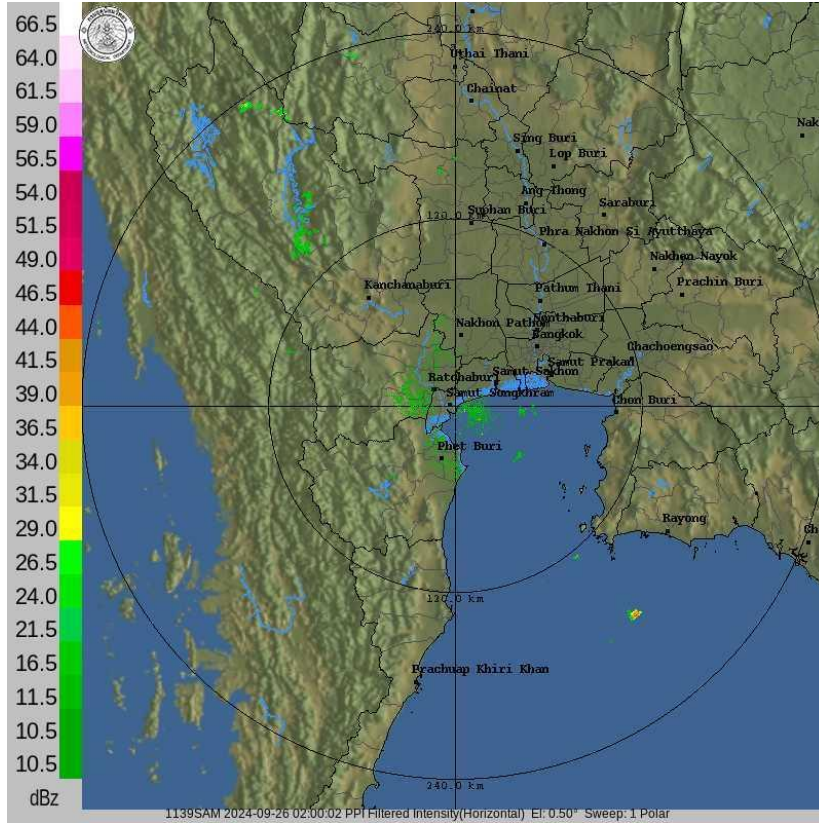 66.5
64.0
61.5
59.0
56.5
54.0
51.5
49.0
46.5
44.0
41.5
39.0
36.5
34.0
31.5
29.0
26.5
24.0
21.5
16.5
11.5
10.5
10.5
dBz
240.0 km
Uthai Thani
Chainat
Sing Buri
Lop Buri
Nak
Ang Thong
Suphan Buri
Saraburi
120.0 km
Phra Nakhon Si Ayutthaya
Nakhon Nayok
Prachin Buri
Kanchanaburi
Pathum Thani
Nonthaburi
Nakhon Pathom
Bangkok
Samut Prakan
Chachoengsao
Ratchaburi
Samut Sakhon
Samut Songkhram
Chon Buri
Phet Buri
Rayong
Ch
120.0 km
Prachuap Khiri Khan
240.0 km
1139SAM 2024-09-26 02:00:02 PPI Filtered Intensity(Horizontal) El: 0.50° Sweep: 1 Polar